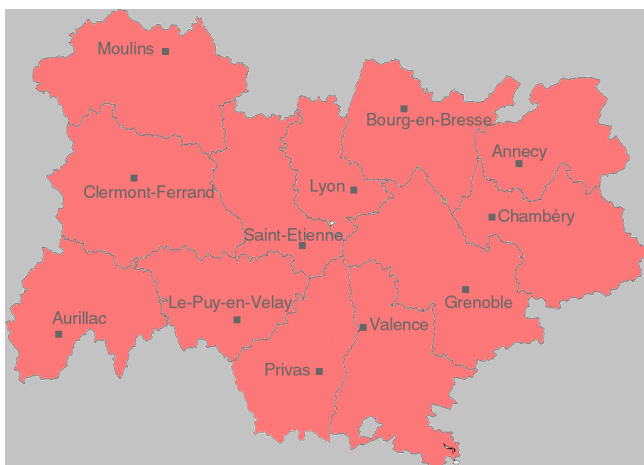 Moulins
Bourg-en-Bresse
Annecy
Clermont-Ferrand
Lyon
Chambéry
Saint-Etienne
Le-Puy-en-Velay
Grenoble
Aurillac
Valence
Privas